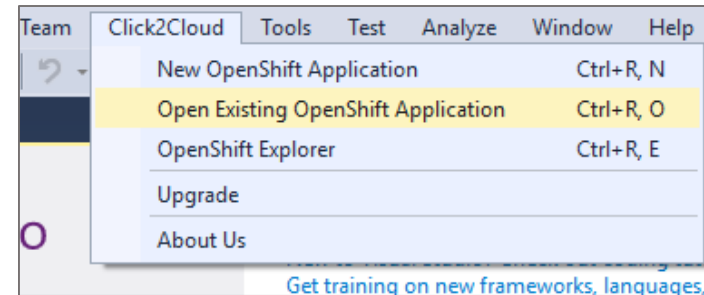 Team Click2Cloud Tools Test Analyze Window Help
New OpenShift Application Ctrl+R, N
Open Existing OpenShift Application Ctrl+R, O
OpenShift Explorer Ctrl+R, E
Upgrade
About Us
Get training on new frameworks, languages,